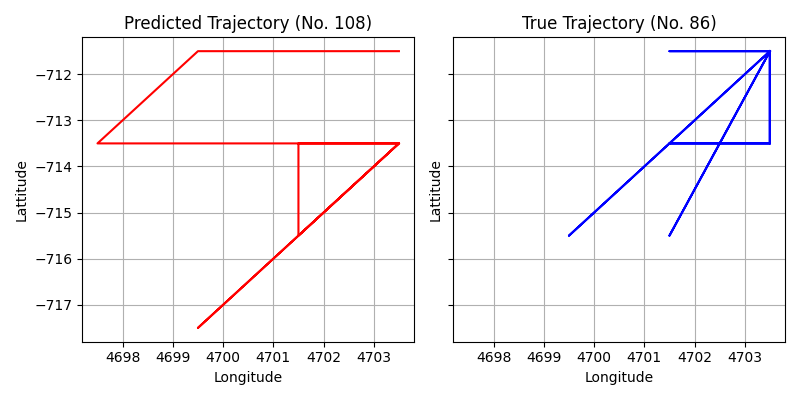 Predicted Trajectory (No. 108)
True Trajectory (No. 86)
Lattitude
−712
−713
−714
−715
−716
−717
4698 4699 4700 4701 4702 4703
Longitude
Lattitude
4698 4699 4700 4701 4702 4703
Longitude